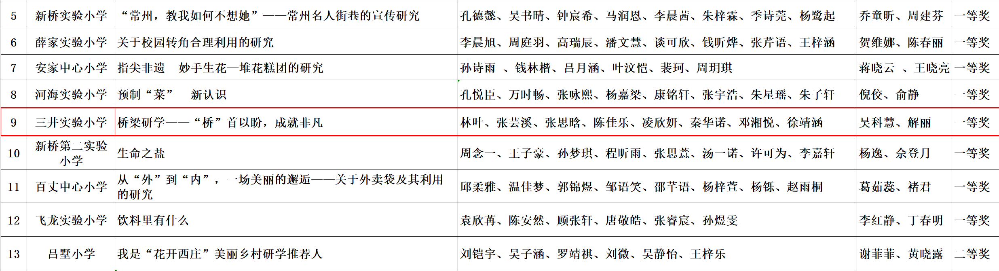 5 新桥实验小学 “常州，教我如何不想她”——常州名人街巷的宣传研究 孔德懿、吴书晴、钟宸希、马润恩、李晨茜、朱梓霖、季诗莞、杨鹭起 乔童昕、周建芬 一等奖
6 薛家实验小学 关于校园转角合理利用的研究 李晨旭、周庭羽、高瑞辰、潘文慧、谈可欣、钱昕烨、张芹语、王梓涵 贺维娜、陈春丽 一等奖
7 安家中心小学 指尖非遗 妙手生花—堆花糕团的研究 孙诗雨 、钱林楷、吕月涵、叶汶恺、裴珂、周玥琪 蒋晓云 、王晓亮 一等奖
8 河海实验小学 预制“菜” 新认识 孔悦臣、万时畅、张咏熙、杨嘉梁、康铭轩、张宇浩、朱星瑶、朱子轩 倪佼、俞静 一等奖
9 三井实验小学 桥梁研学——“桥”首以盼，成就非凡 林叶、张芸溪、张思晗、陈佳乐、凌欣妍、秦华诺、邓湘悦、徐靖涵 吴科慧、解丽 一等奖
10 新桥第二实验
小学 生命之盐 周念一、王子豪、孙梦琪、程昕雨、张思薏、汤一诺、许可为、李嘉轩 杨逸、佘登月 一等奖
11 百丈中心小学 从“外”到“内”，一场美丽的邂逅——关于外卖袋及其利用
的研究 邱柔雅、温佳梦、郭锦煜、邹语笑、邵芊语、杨梓萱、杨铄、赵雨桐 葛茹蕊、褚君 一等奖
12 飞龙实验小学 饮料里有什么 袁欣苒、陈安然、顾张轩、唐敬皓、张睿宸、孙煜雯 李红静、丁春明 一等奖
13 吕墅小学 我是“花开西庄”美丽乡村研学推荐人 刘铠宇、吴子涵、罗靖祺、刘微、吴静怡、王梓乐 谢菲菲、黄晓露 二等奖